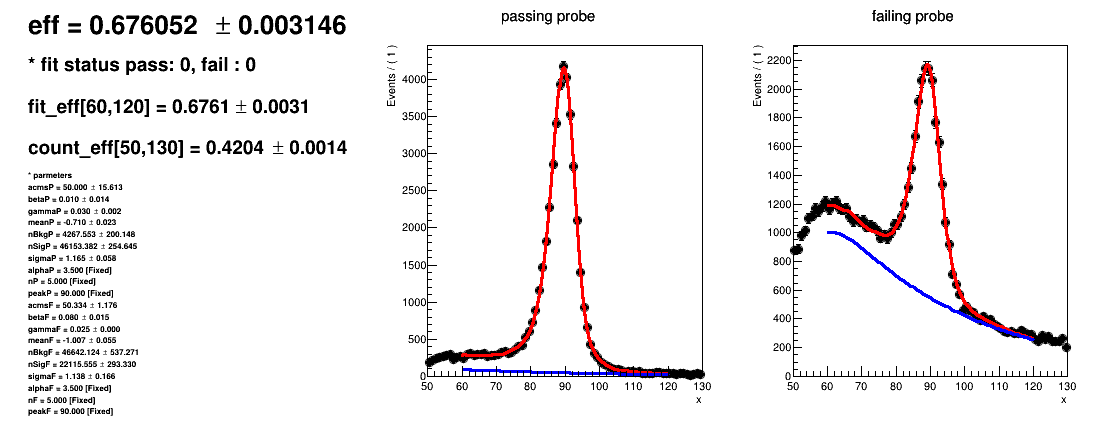 eff = 0.676052 ± 0.003146
* fit status pass: 0, fail : 0
fit_eff[60,120] = 0.6761 ± 0.0031
count_eff[50,130] = 0.4204 ± 0.0014
* parmeters
acmsP = 50.000 ± 15.613
betaP = 0.010 ± 0.014
gammaP = 0.030 ± 0.002
meanP = -0.710 ± 0.023
nBkgP = 4267.553 ± 200.148
nSigP = 46153.382 ± 254.645
sigmaP = 1.165 ± 0.058
alphaP = 3.500 [Fixed]
nP = 5.000 [Fixed]
peakP = 90.000 [Fixed]
acmsF = 50.334 ± 1.176
betaF = 0.080 ± 0.015
gammaF = 0.025 ± 0.000
meanF = -1.007 ± 0.055
nBkgF = 46642.124 ± 537.271
nSigF = 22115.555 ± 293.330
sigmaF = 1.138 ± 0.166
alphaF = 3.500 [Fixed]
nF = 5.000 [Fixed]
peakF = 90.000 [Fixed]
passing probe
Events / ( 1 )
4000
3500
3000
2500
2000
1500
1000
500
0
50 60 70 80 90 100 110 120 130
x
failing probe
Events / ( 1 )
2200
2000
1800
1600
1400
1200
1000
800
600
400
200
0
50 60 70 80 90 100 110 120 130
x